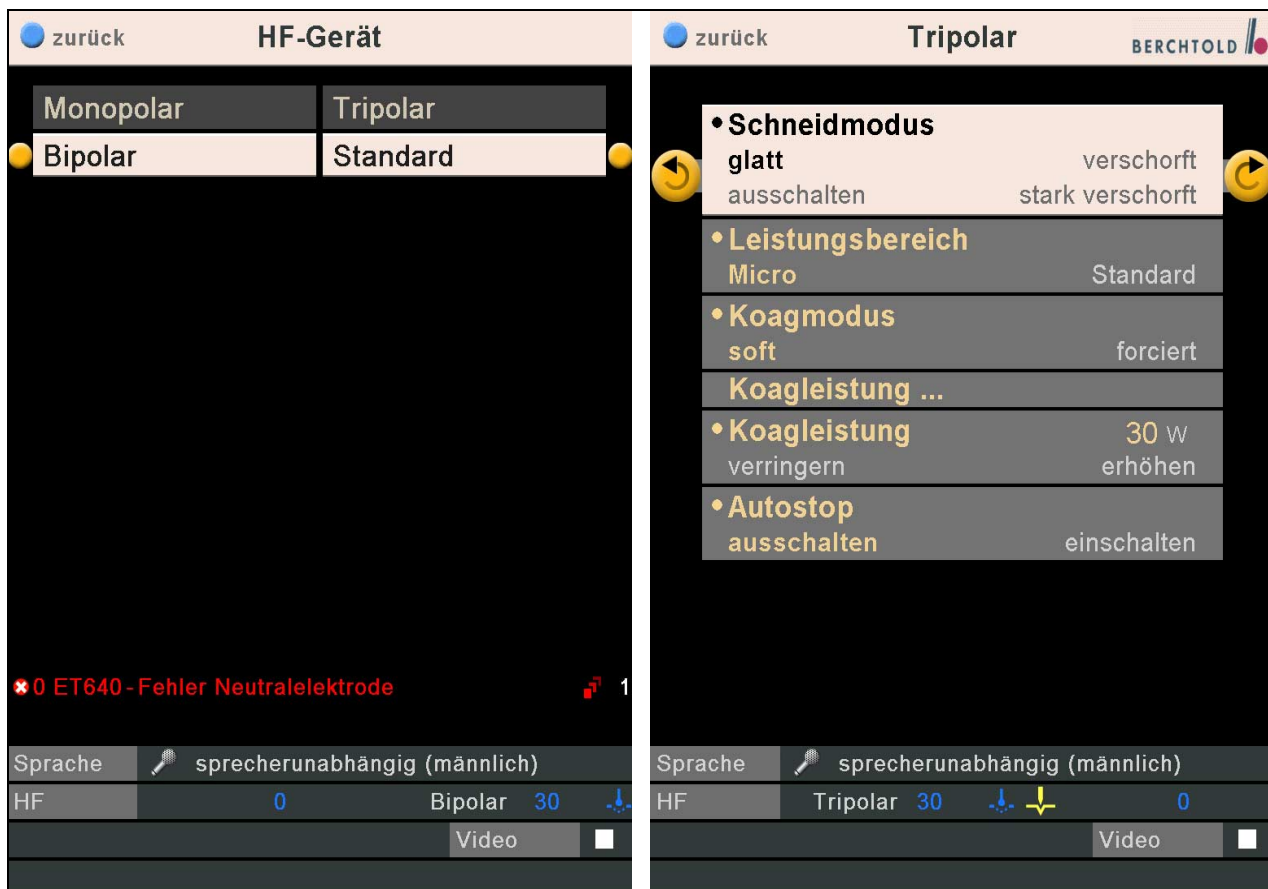 zurück HF-Gerät
Monopolar Tripolar
Bipolar Standard
0 ET640 - Fehler Neutralelektrode 1
Sprache sprecherunabhängig (männlich)
HF 0 Bipolar 30
Video
zurück Tripolar BERCHTOLD
• Schneidmodus
glatt verschorft
ausschalten stark verschorft
• Leistungsbereich
Micro Standard
• Koagmodus
soft forciert
Koagleistung ...
• Koagleistung 30 W
verringern erhöhen
• Autostop
ausschalten einschalten
Sprache sprecherunabhängig (männlich)
HF Tripolar 30 0
Video